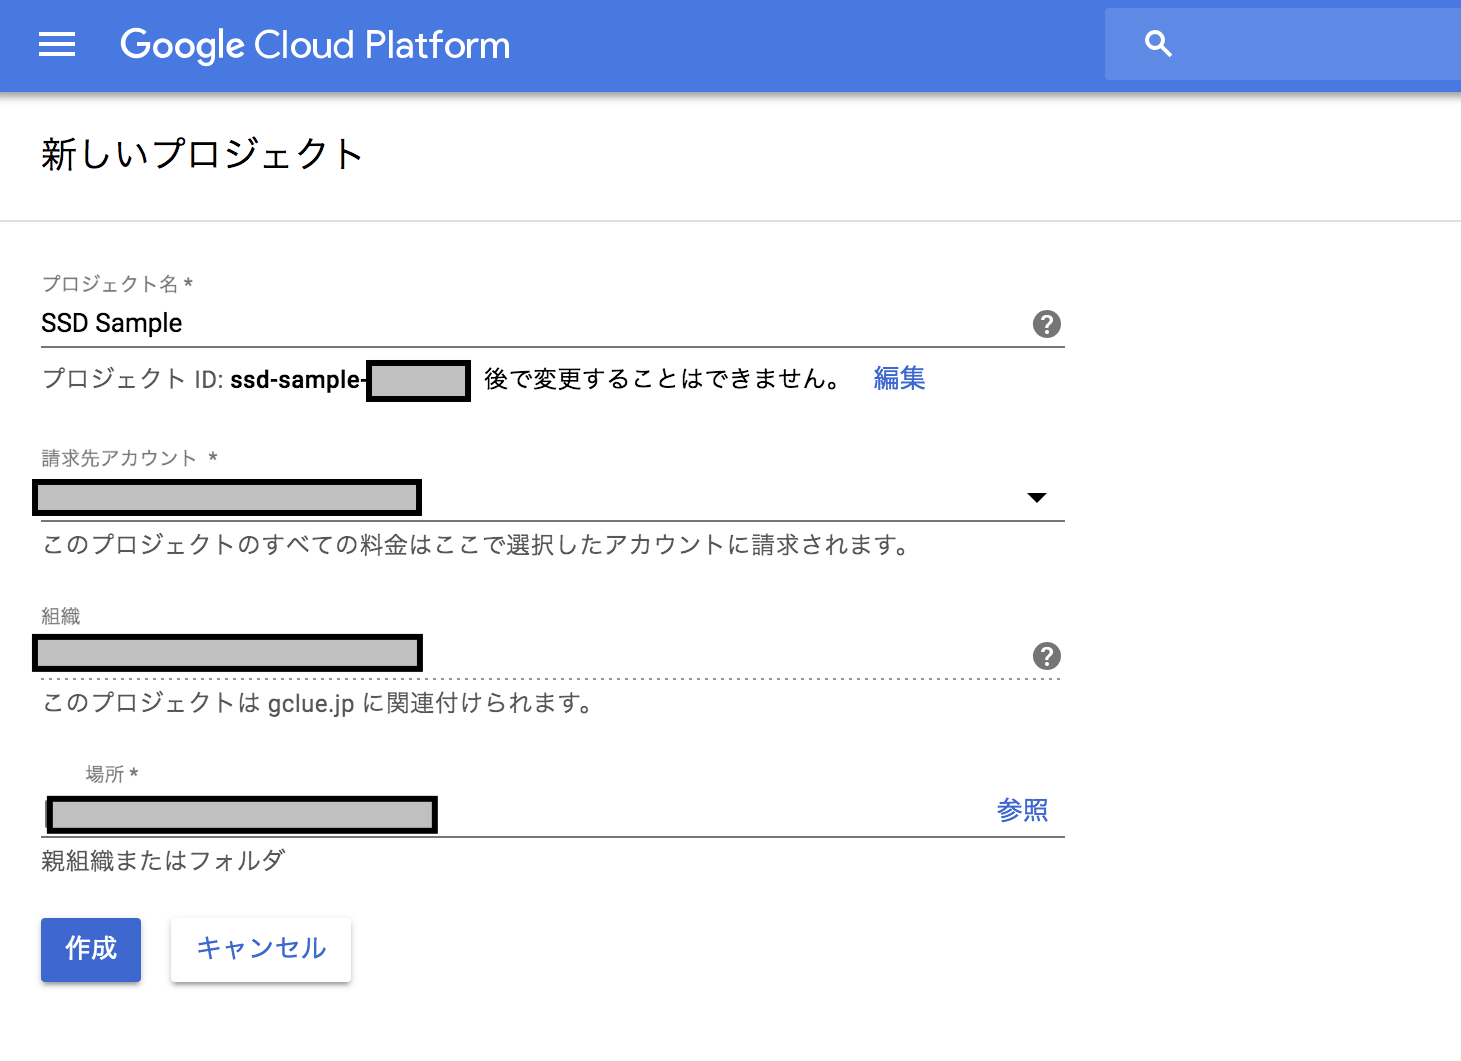 Google Cloud Platform
新しいプロジェクト
プロジェクト名 *
SSD Sample
プロジェクト ID: ssd-sample- 後で変更することはできません。 編集
請求先アカウント *
このプロジェクトのすべての料金はここで選択したアカウントに請求されます。
組織
このプロジェクトは gclue.jp に関連付けられます。
場所 *
参照
親組織またはフォルダ
作成 キャンセル